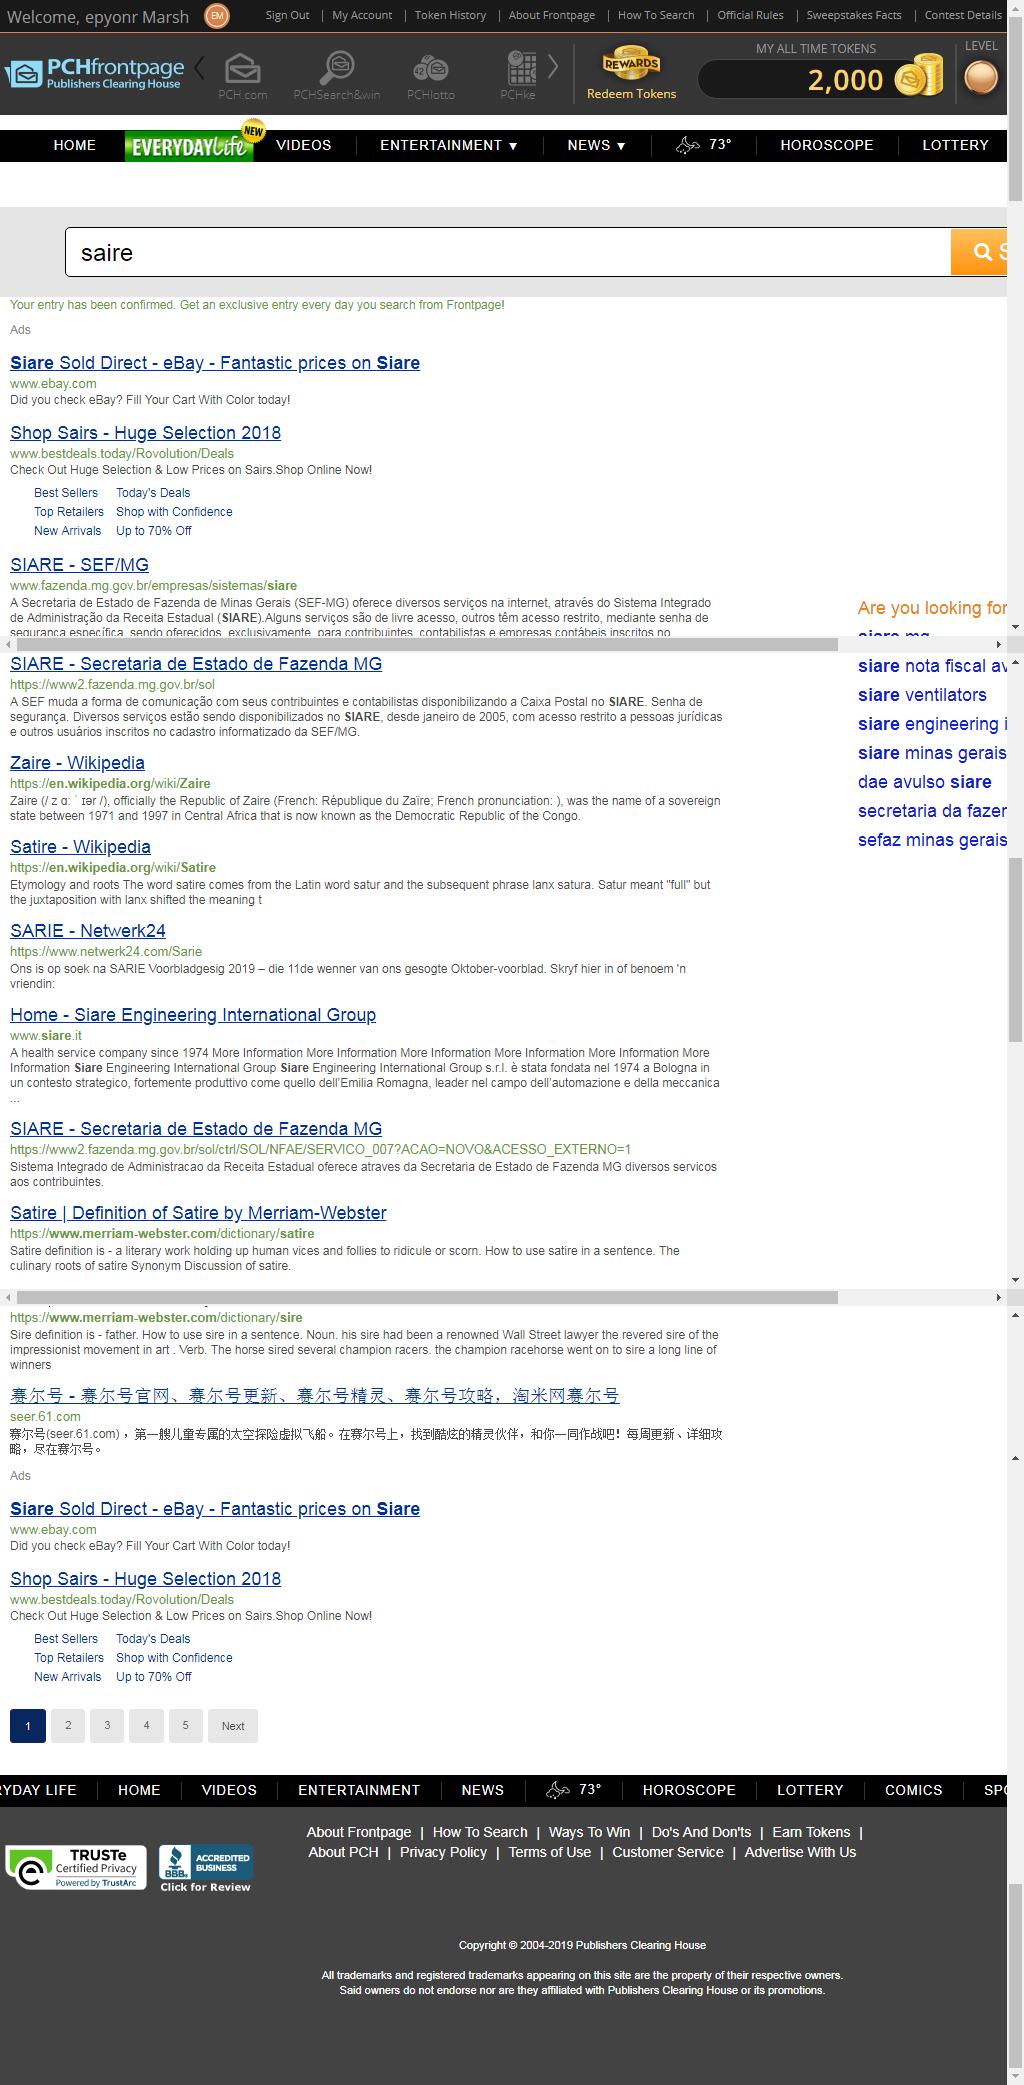 Welcome, epyonr Marsh EM Sign Out | My Account | Token History | About Frontpage | How To Search | Official Rules | Sweepstakes Facts | Contest Details
PCHfrontpage
Publishers Clearing House
PCH.com PCHSearch&win PCHlotto PCHke
REWARDS
Redeem Tokens
MY ALL TIME TOKENS
2,000
LEVEL
HOME EVERYDAY Life NEW VIDEOS ENTERTAINMENT ▼ NEWS ▼ 73° HOROSCOPE LOTTERY
saire
Your entry has been confirmed. Get an exclusive entry every day you search from Frontpage!
Ads
Siare Sold Direct - eBay - Fantastic prices on Siare
www.ebay.com
Did you check eBay? Fill Your Cart With Color today!
Shop Sairs - Huge Selection 2018
www.bestdeals.today/Rovolution/Deals
Check Out Huge Selection & Low Prices on Sairs.Shop Online Now!
Best Sellers Today's Deals
Top Retailers Shop with Confidence
New Arrivals Up to 70% Off
SIARE - SEF/MG
www.fazenda.mg.gov.br/empresas/sistemas/siare
A Secretaria de Estado de Fazenda de Minas Gerais (SEF-MG) oferece diversos serviços na internet, através do Sistema Integrado
de Administração da Receita Estadual (SIARE).Alguns serviços são de livre acesso, outros têm acesso restrito, mediante senha de
segurança específica, sendo oferecidos, exclusivamente, para contribuintes, contabilistas e empresas contábeis inscritos no
Are you looking for
siare mg
SIARE - Secretaria de Estado de Fazenda MG
https://www2.fazenda.mg.gov.br/sol
A SEF muda a forma de comunicação com seus contribuintes e contabilistas disponibilizando a Caixa Postal no SIARE. Senha de
segurança. Diversos serviços estão sendo disponibilizados no SIARE, desde janeiro de 2005, com acesso restrito a pessoas jurídicas
e outros usuários inscritos no cadastro informatizado da SEF/MG.
siare nota fiscal av
siare ventilators
siare engineering i
siare minas gerais
dae avulso siare
secretaria da fazer
sefaz minas gerais
Zaire - Wikipedia
https://en.wikipedia.org/wiki/Zaire
Zaire (/ z ɑː ˈ ɪər /), officially the Republic of Zaire (French: République du Zaïre; French pronunciation: ), was the name of a sovereign
state between 1971 and 1997 in Central Africa that is now known as the Democratic Republic of the Congo.
Satire - Wikipedia
https://en.wikipedia.org/wiki/Satire
Etymology and roots The word satire comes from the Latin word satur and the subsequent phrase lanx satura. Satur meant "full" but
the juxtaposition with lanx shifted the meaning t
SARIE - Netwerk24
https://www.netwerk24.com/Sarie
Ons is op soek na SARIE Voorbladgesig 2019 – die 11de wenner van ons gesogte Oktober-voorblad. Skryf hier in of benoem 'n
vriendin:
Home - Siare Engineering International Group
www.siare.it
A health service company since 1974 More Information More Information More Information More Information More Information More
Information Siare Engineering International Group Siare Engineering International Group s.r.l. è stata fondata nel 1974 a Bologna in
un contesto strategico, fortemente produttivo come quello dell'Emilia Romagna, leader nel campo dell'automazione e della meccanica
...
SIARE - Secretaria de Estado de Fazenda MG
https://www2.fazenda.mg.gov.br/sol/ctrl/SOL/NFAE/SERVICO_007?ACAO=NOVO&ACESSO_EXTERNO=1
Sistema Integrado de Administracao da Receita Estadual oferece atraves da Secretaria de Estado de Fazenda MG diversos servicos
aos contribuintes.
Satire | Definition of Satire by Merriam-Webster
https://www.merriam-webster.com/dictionary/satire
Satire definition is - a literary work holding up human vices and follies to ridicule or scorn. How to use satire in a sentence. The
culinary roots of satire Synonym Discussion of satire.
https://www.merriam-webster.com/dictionary/sire
Sire definition is - father. How to use sire in a sentence. Noun. his sire had been a renowned Wall Street lawyer the revered sire of the
impressionist movement in art . Verb. The horse sired several champion racers. the champion racehorse went on to sire a long line of
winners
赛尔号 - 赛尔号官网、赛尔号更新、赛尔号精灵、赛尔号攻略，淘米网赛尔号
seer.61.com
赛尔号(seer.61.com) ，第一艘儿童专属的太空探险虚拟飞船。在赛尔号上，找到酷炫的精灵伙伴，和你一同作战吧！每周更新、详细攻
略，尽在赛尔号。
Ads
Siare Sold Direct - eBay - Fantastic prices on Siare
www.ebay.com
Did you check eBay? Fill Your Cart With Color today!
Shop Sairs - Huge Selection 2018
www.bestdeals.today/Rovolution/Deals
Check Out Huge Selection & Low Prices on Sairs.Shop Online Now!
Best Sellers Today's Deals
Top Retailers Shop with Confidence
New Arrivals Up to 70% Off
1 2 3 4 5 Next
RYDAY LIFE HOME VIDEOS ENTERTAINMENT NEWS 73° HOROSCOPE LOTTERY COMICS SPO
About Frontpage | How To Search | Ways To Win | Do's And Don'ts | Earn Tokens |
About PCH | Privacy Policy | Terms of Use | Customer Service | Advertise With Us
TRUSTe
Certified Privacy
Powered by TrustArc
BBB.
ACCREDITED
BUSINESS
Click for Review
Copyright © 2004-2019 Publishers Clearing House
All trademarks and registered trademarks appearing on this site are the property of their respective owners.
Said owners do not endorse nor are they affiliated with Publishers Clearing House or its promotions.